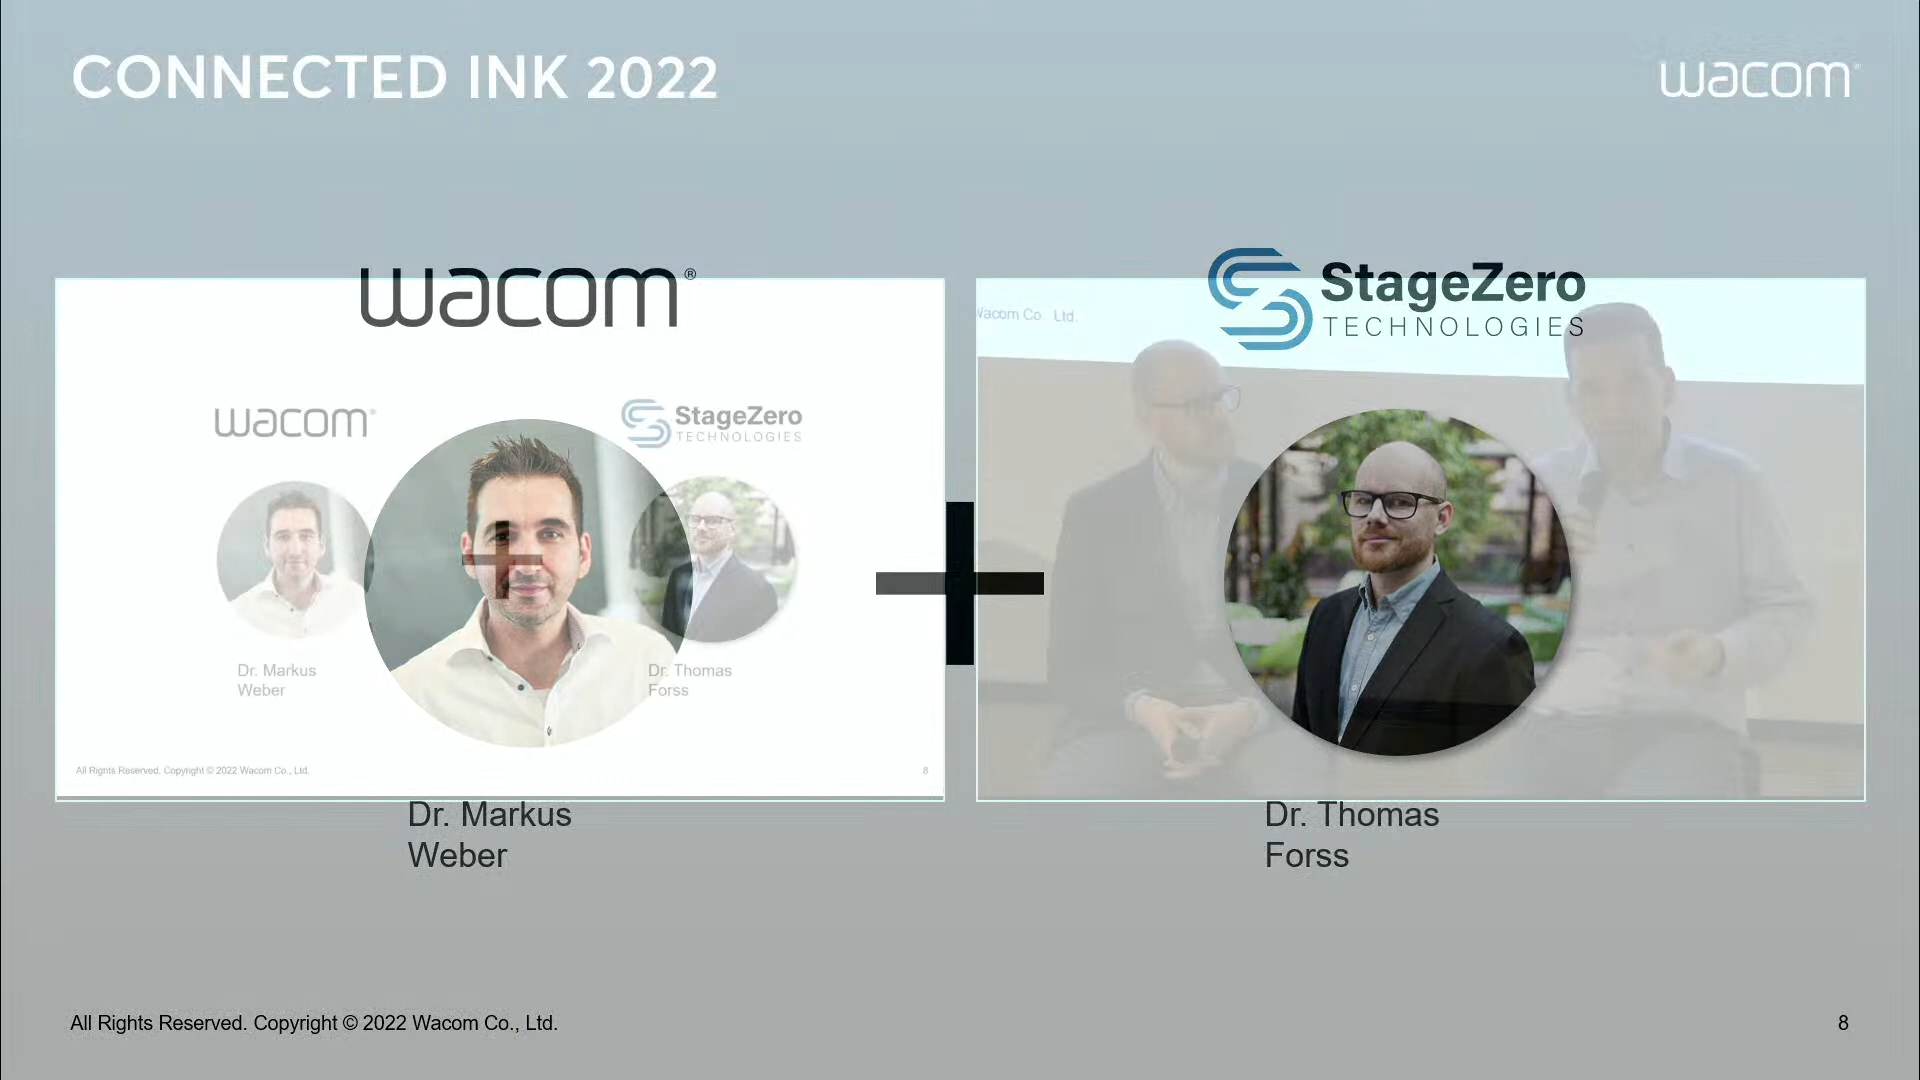 CONNECTED INK 2022
wacom®
wacom®
StageZero
TECHNOLOGIES
Wacom Co., Ltd.
wacom®
StageZero
TECHNOLOGIES
Dr. Markus
Weber
Dr. Thomas
Forss
All Rights Reserved. Copyright © 2022 Wacom Co., Ltd.
8
Dr. Markus
Weber
Dr. Thomas
Forss
All Rights Reserved. Copyright © 2022 Wacom Co., Ltd.
8